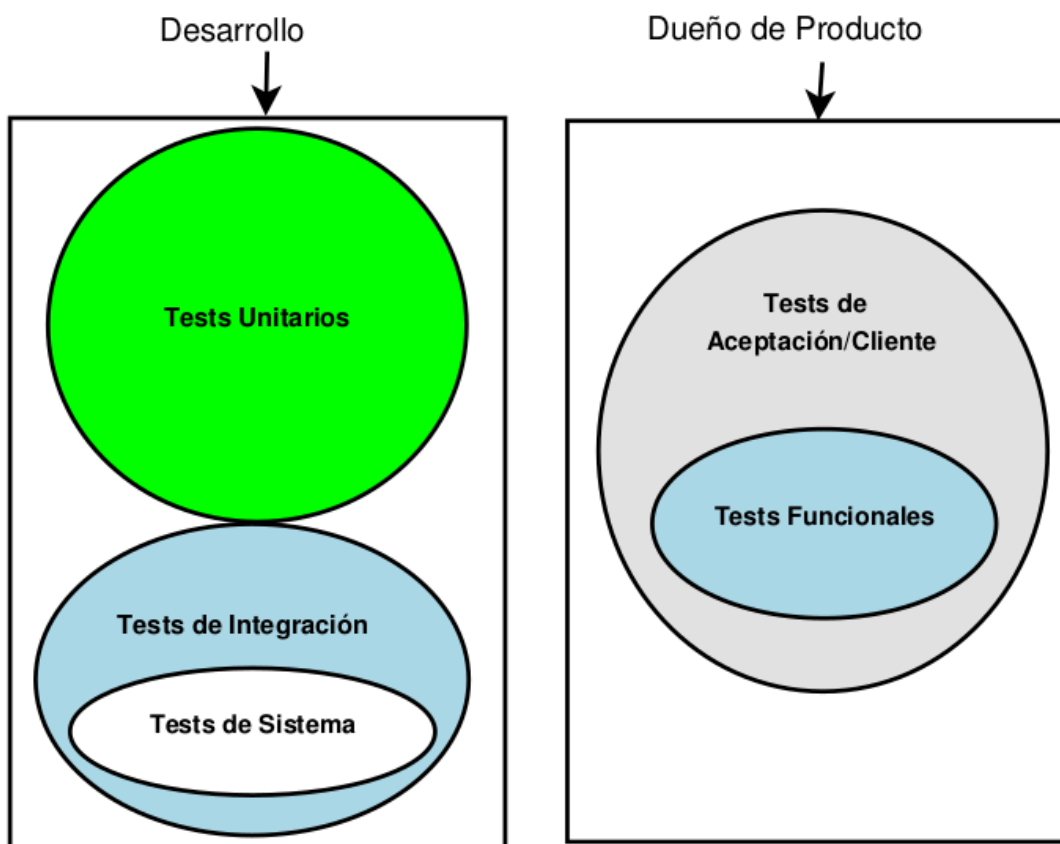 Desarrollo
Dueño de Producto
Tests Unitarios
Tests de Integración
Tests de Sistema
Tests de
Aceptación/Cliente
Tests Funcionales